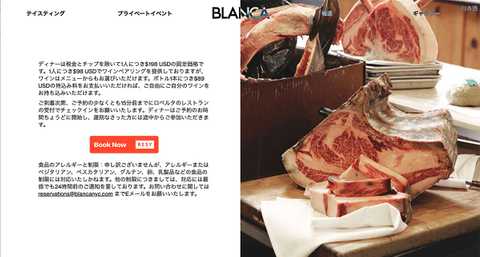 テイスティング
プライベートイベント
BLANCA
報道
ギャラリー
日本語
ディナーは税金とチップを除いて1人につき$198 USDの固定価格で
す。1人につき$98 USDでワインペアリングを提供しておりますが、
ワインはメニューからもお選びいただけます。ボトル1本につき$89
USDの持込み料をお支払いいただければ、ご自由にご自分のワインを
お持ち込みいただけます。
ご到着次第、ご予約の少なくとも15分前までにロベルタのレストラン
の受付でチェックインをお願いいたします。ディナーはご予約のお時
間ちょうどに開始し、遅刻なさった方には途中からご参加いただきま
す。
Book Now
RESY
食品のアレルギーと制限：申し訳ございませんが、アレルギーまたは
ベジタリアン、ペスカタリアン、グルテン、卵、乳製品などの食品の
制限には対応いたしかねます。他の制限につきましては、対応には最
低でも24時間前のご通知を要しております。お問い合わせに関しては
reservations@blancanyc.com までEメールをお願いいたします。